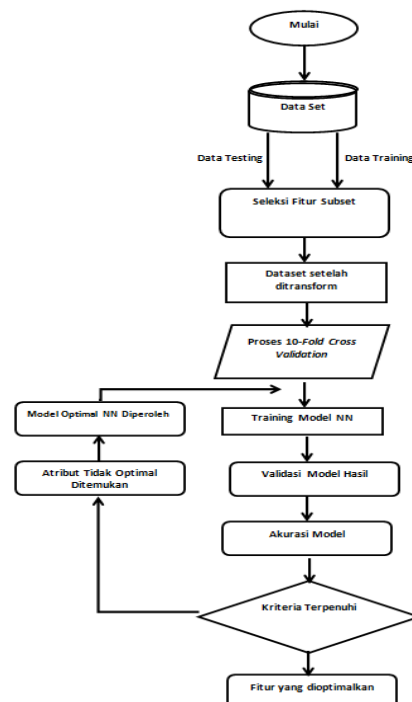 Mulai
Data Set
Data Testing
Data Training
Seleksi Fitur Subset
Dataset setelah
ditransform
Proses 10-Fold Cross
Validation
Model Optimal NN Diperoleh
Training Model NN
Atribut Tidak Optimal
Ditemukan
Validasi Model Hasil
Akurasi Model
Kriteria Terpenuhi
Fitur yang dioptimalkan